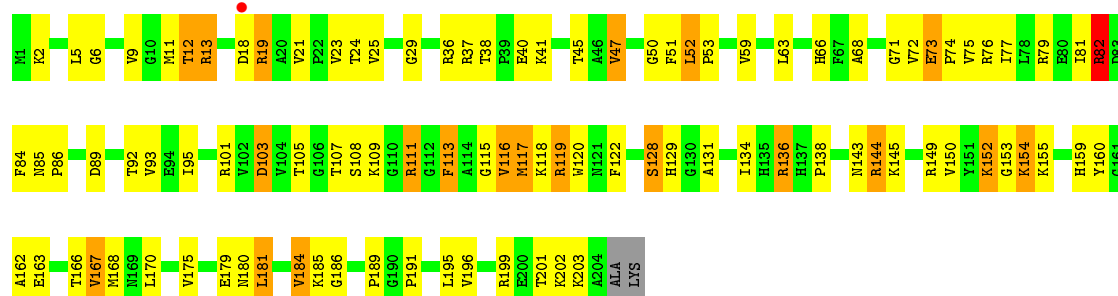 M1 K2 L5 G6 V9 G10 M11 T12 R13 D18 R19 A20 V21 P22 V23 T24 V25 G29 R36 R37 T38 P39 E40 K41 T45 A46 V47 G50 F51 L52 P53 V59 L63 H66 F67 A68 G71 V72 E73 P74 V75 R76 I77 L78 R79 E80 I81 R82 D83
F84 N85 P86 D89 T92 V93 E94 I95 R101 V102 D103 V104 T105 G106 T107 S108 K109 G110 R111 G112 F113 A114 G115 V116 M117 K118 R119 W120 N121 F122 S128 H129 G130 A131 I134 H135 R136 H137 P138 N143 R144 K145 R149 V150 Y151 K152 G153 K154 K155 H159 Y160 G161
A162 E163 T166 V167 M168 N169 L170 V175 E179 N180 L181 V184 K185 G186 P189 G190 P191 L195 V196 R199 E200 T201 K202 K203 A204 ALA LYS